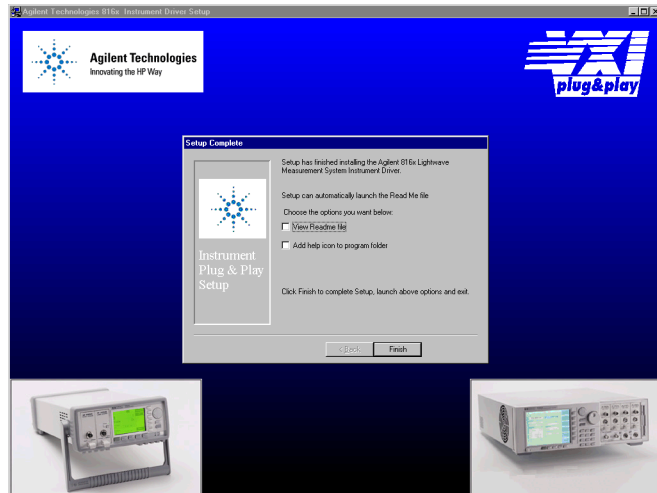 Agilent Technologies 816x Instrument Driver Setup
Agilent Technologies
Innovating the HP Way
VXI
plug&play
Setup Complete
Setup has finished installing the Agilent 816x Lightwave
Measurement System Instrument Driver.
Setup can automatically launch the Read Me file
Choose the options you want below:
View Readme file
Add help icon to program folder
Instrument
Plug & Play
Setup
Click Finish to complete Setup, launch above options and exit.
< Back
Finish